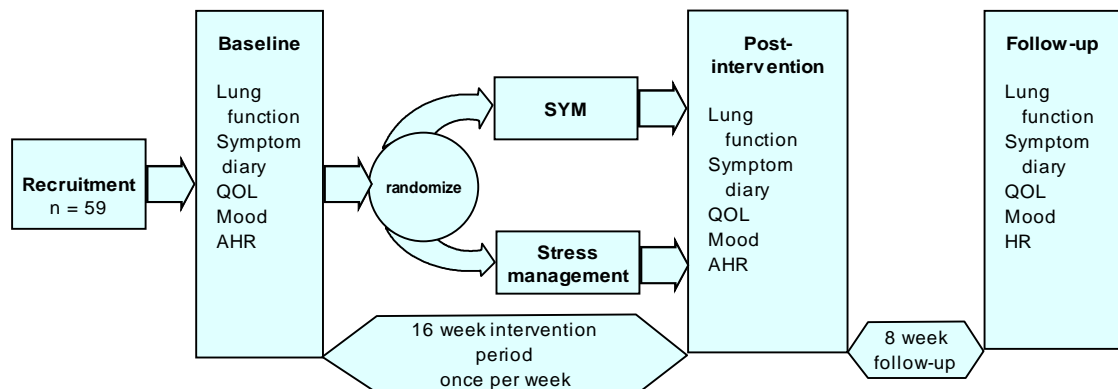 Recruitment
n = 59
Baseline
Lung
function
Symptom
diary
QOL
Mood
AHR
randomize
SYM
Stress
management
16 week intervention
period
once per week
Post-
intervention
Lung
function
Symptom
diary
QOL
Mood
AHR
8 week
follow-up
Follow-up
Lung
function
Symptom
diary
QOL
Mood
HR